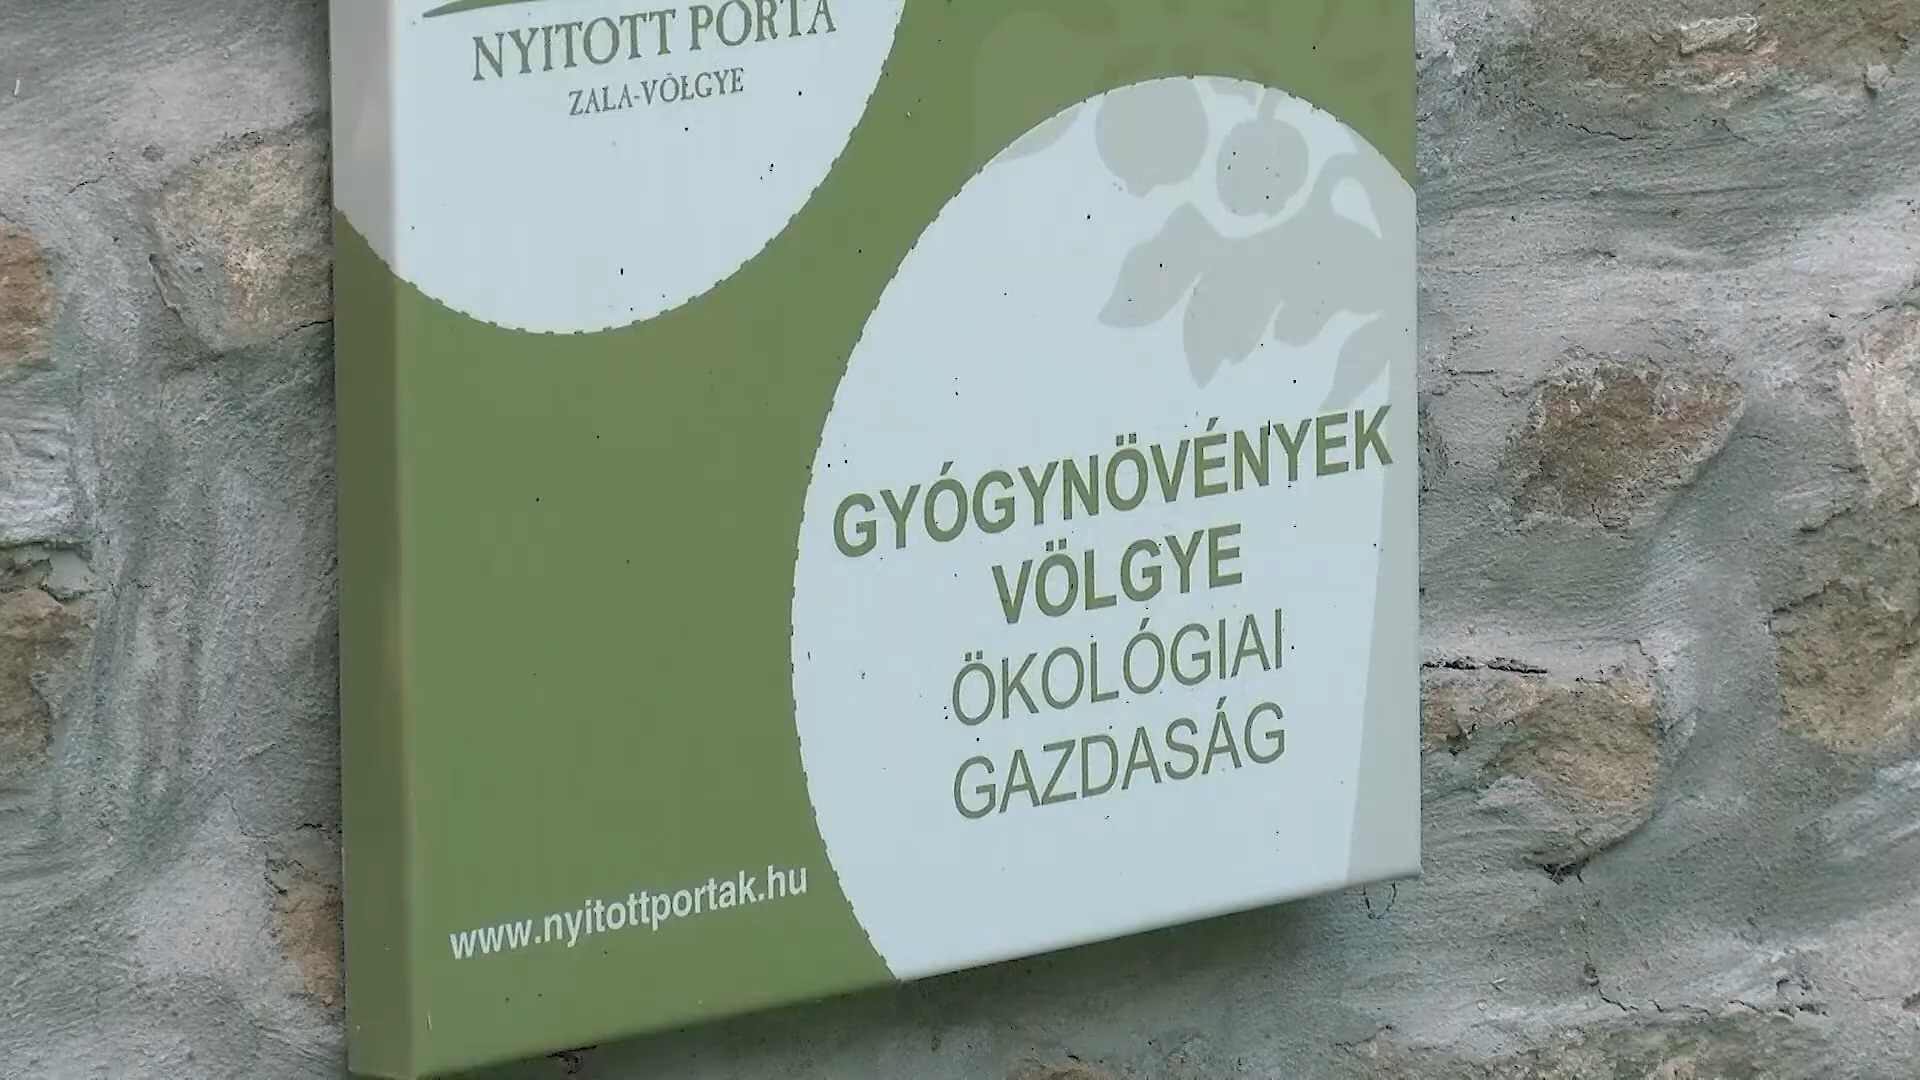 NYITOTT PORTA
ZALA-VÖLGYE
GYÓGYNÖVÉNYEK
VÖLGYE
ÖKOLÓGIAI
GAZDASÁG
www.nyitottportak.hu